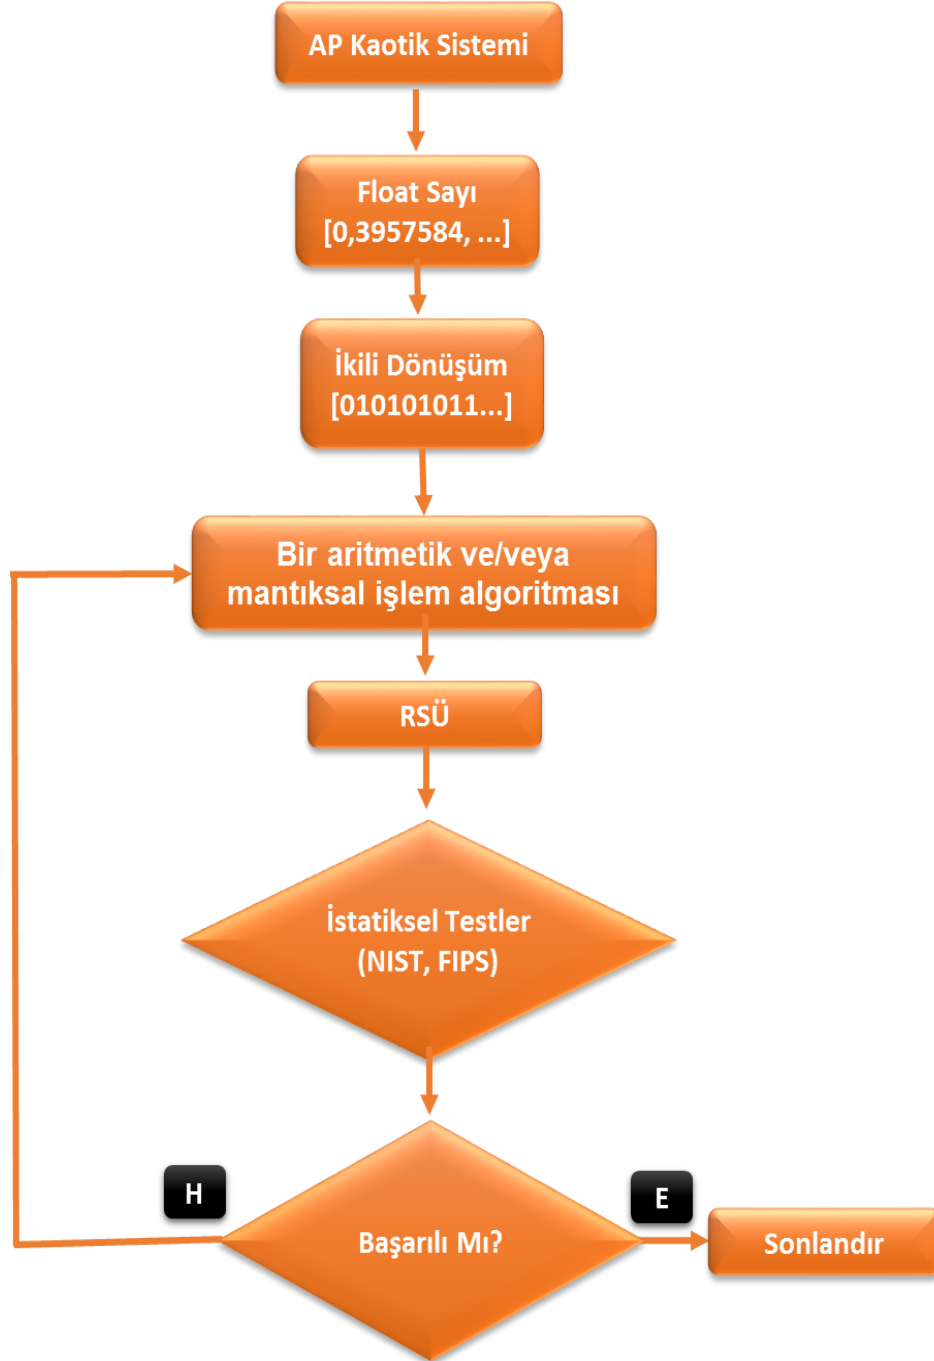 AP Kaotik Sistemi
Float Sayı
[0,3957584, ...]
İkili Dönüşüm
[010101011...]
Bir aritmetik ve/veya
mantıksal işlem algoritması
RSÜ
İstatiksel Testler
(NIST, FIPS)
H
E
Başarılı Mı?
Sonlandır